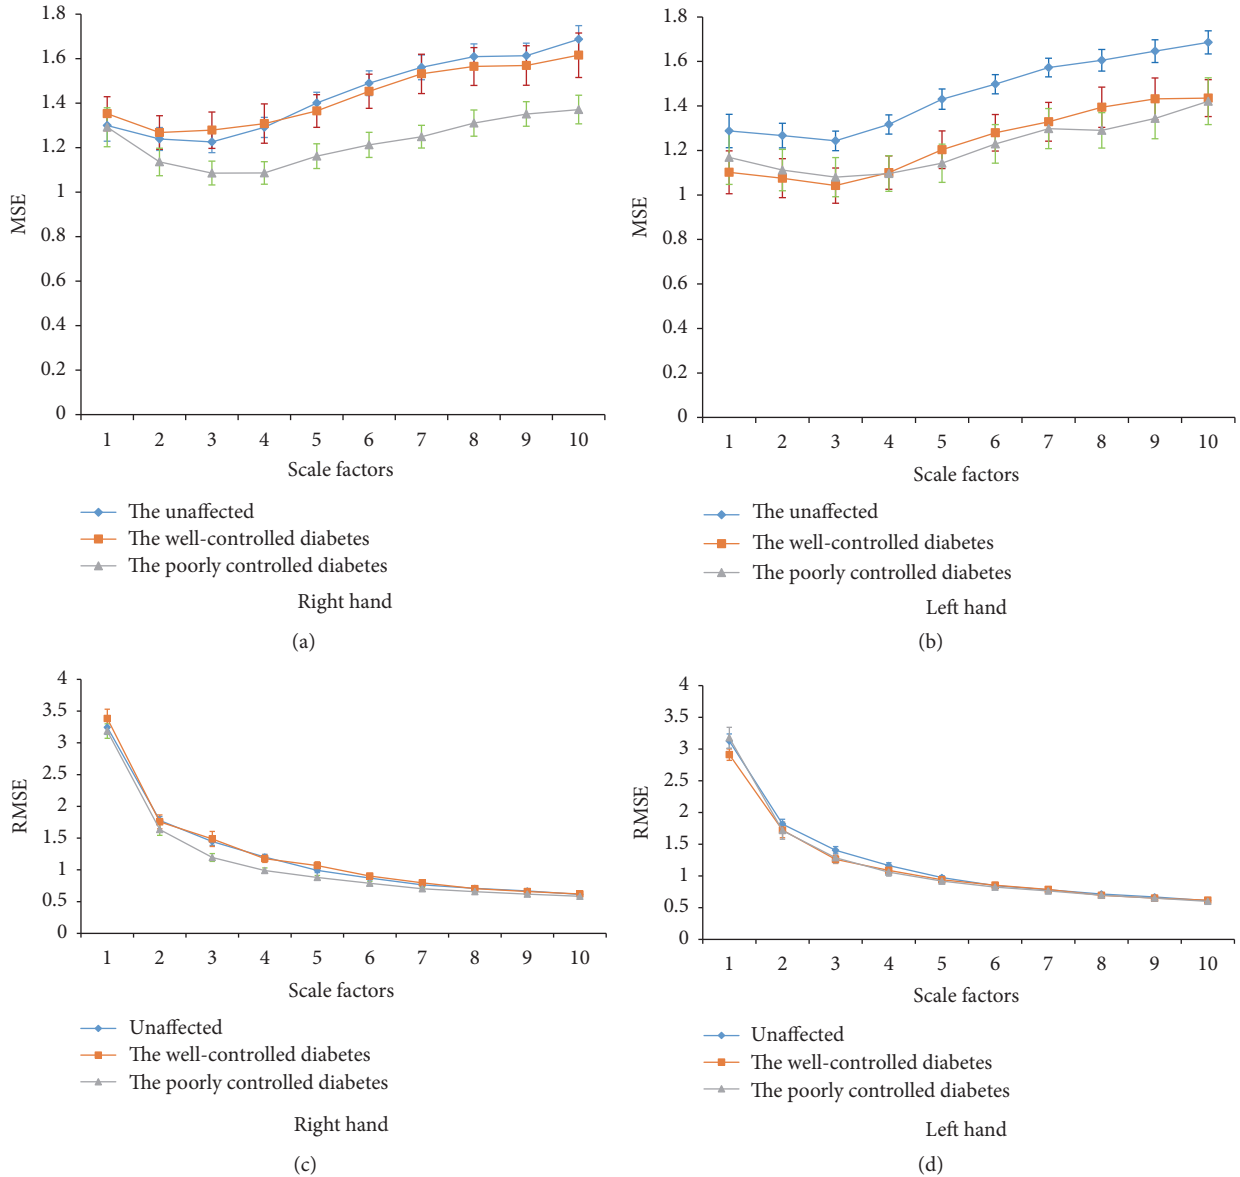 1.8
1.6
1.4
1.2
1
0.8
0.6
0.4
0.2
0
MSE
1 2 3 4 5 6 7 8 9 10
Scale factors
The unaffected
The well-controlled diabetes
The poorly controlled diabetes
Right hand
(a)
1.8
1.6
1.4
1.2
1
0.8
0.6
0.4
0.2
0
MSE
1 2 3 4 5 6 7 8 9 10
Scale factors
The unaffected
The well-controlled diabetes
The poorly controlled diabetes
Left hand
(b)
4
3.5
3
2.5
2
1.5
1
0.5
0
RMSE
1 2 3 4 5 6 7 8 9 10
Scale factors
Unaffected
The well-controlled diabetes
The poorly controlled diabetes
Right hand
(c)
4
3.5
3
2.5
2
1.5
1
0.5
0
RMSE
1 2 3 4 5 6 7 8 9 10
Scale factors
Unaffected
The well-controlled diabetes
The poorly controlled diabetes
Left hand
(d)